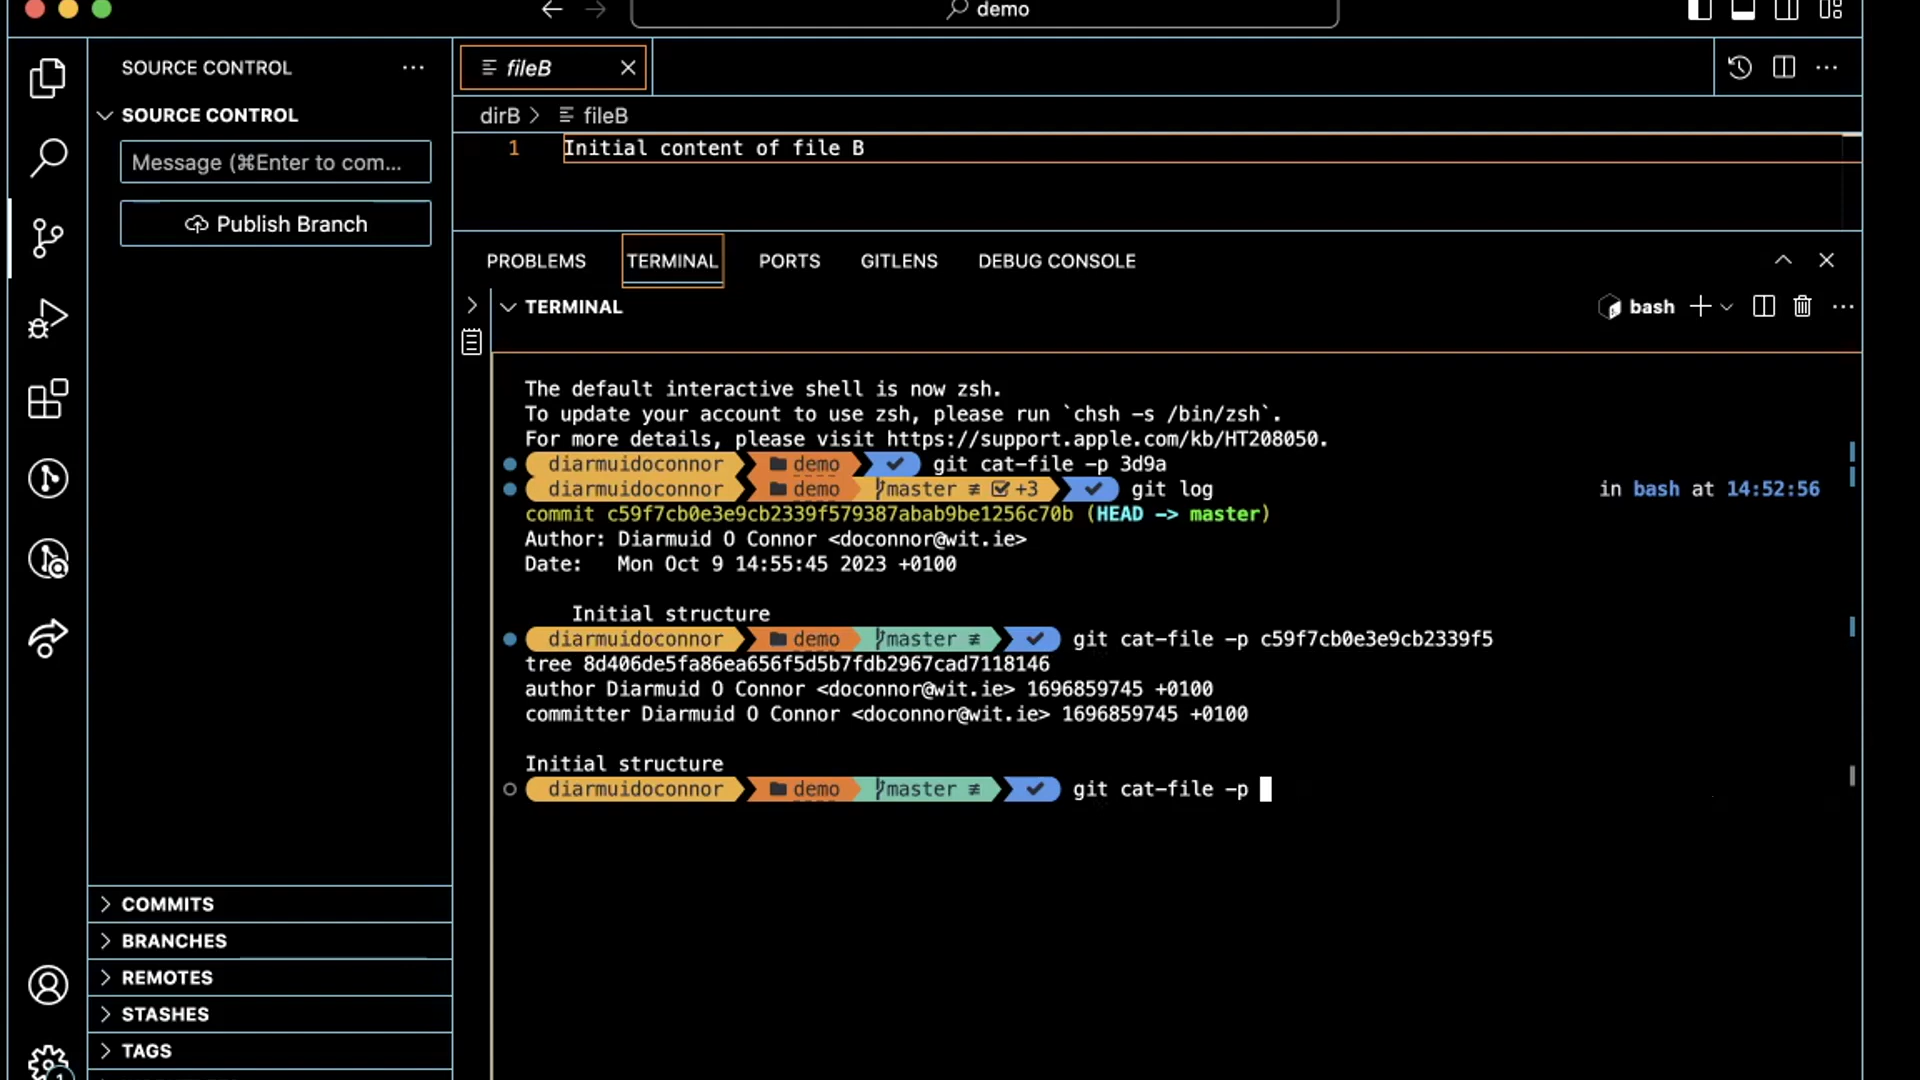 demo
SOURCE CONTROL
SOURCE CONTROL
Message (⌘Enter to com...
Publish Branch
fileB
dirB > fileB
1 Initial content of file B
PROBLEMS TERMINAL PORTS GITLENS DEBUG CONSOLE
TERMINAL
bash
The default interactive shell is now zsh.
To update your account to use zsh, please run `chsh -s /bin/zsh`.
For more details, please visit https://support.apple.com/kb/HT208050.
diarmuidoconnor demo ✔ git cat-file -p 3d9a
diarmuidoconnor demo master ≢ +3 ✔ git log in bash at 14:52:56
commit c59f7cb0e3e9cb2339f579387abab9be1256c70b (HEAD -> master)
Author: Diarmuid O Connor <doconnor@wit.ie>
Date: Mon Oct 9 14:55:45 2023 +0100
Initial structure
diarmuidoconnor demo master ≢ ✔ git cat-file -p c59f7cb0e3e9cb2339f5
tree 8d406de5fa86ea656f5d5b7fdb2967cad7118146
author Diarmuid O Connor <doconnor@wit.ie> 1696859745 +0100
committer Diarmuid O Connor <doconnor@wit.ie> 1696859745 +0100
Initial structure
diarmuidoconnor demo master ≢ ✔ git cat-file -p
COMMITS
BRANCHES
REMOTES
STASHES
TAGS
1